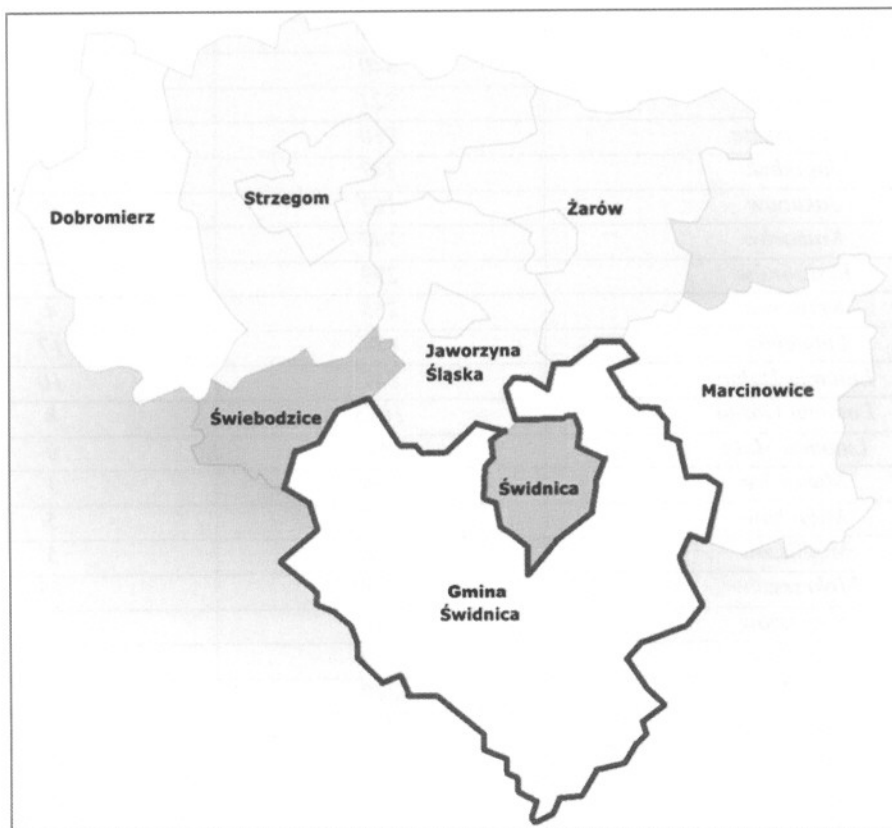 Strzegom
Dobromierz
Żarów
Jaworzyna
Śląska
Marcinowice
Świebodzice
Świdnica
Gmina
Świdnica